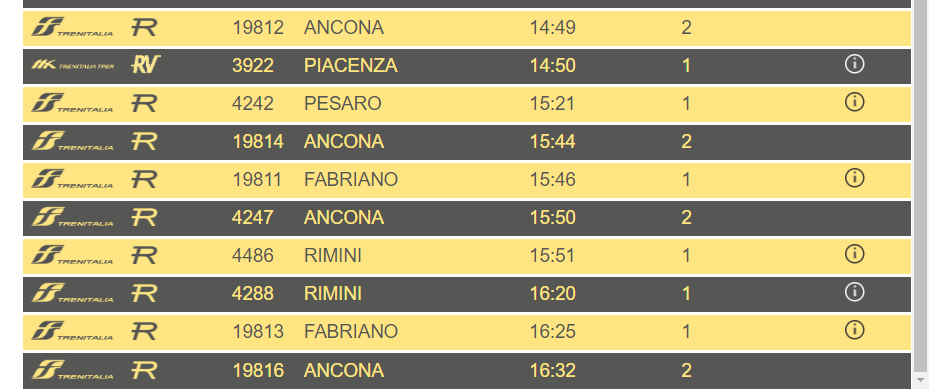 TRENITALIA R 19812 ANCONA 14:49 2
TRENITALIA TPER RV 3922 PIACENZA 14:50 1
TRENITALIA R 4242 PESARO 15:21 1
TRENITALIA R 19814 ANCONA 15:44 2
TRENITALIA R 19811 FABRIANO 15:46 1
TRENITALIA R 4247 ANCONA 15:50 2
TRENITALIA R 4486 RIMINI 15:51 1
TRENITALIA R 4288 RIMINI 16:20 1
TRENITALIA R 19813 FABRIANO 16:25 1
TRENITALIA R 19816 ANCONA 16:32 2